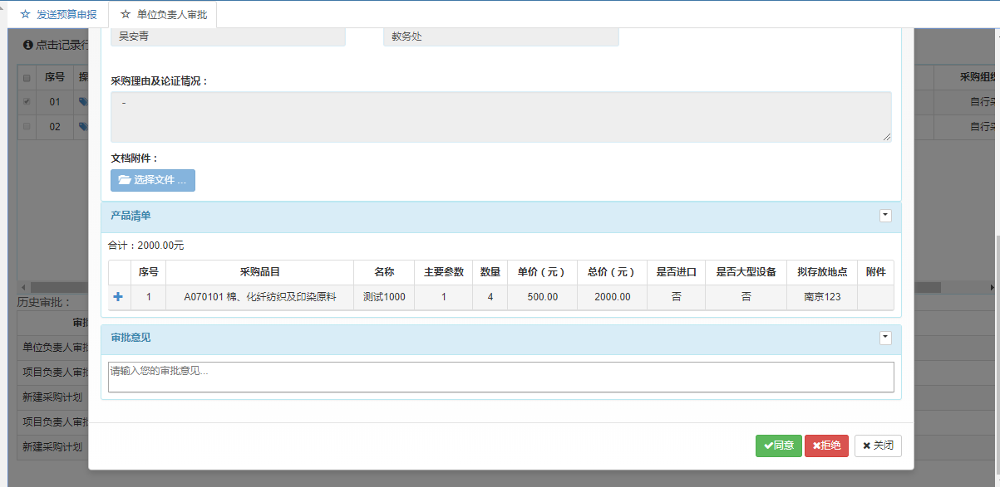 发送预算申报 单位负责人审批
点击记录行
吴安青 教务处
序号 采购组织
采购理由及论证情况：
01 - 自行采
02 自行采
文档附件：
选择文件 ...
产品清单
合计：2000.00元
序号 采购品目 名称 主要参数 数量 单价（元） 总价（元） 是否进口 是否大型设备 拟存放地点 附件
1 A070101 棉、化纤纺织及印染原料 测试1000 1 4 500.00 2000.00 否 否 南京123
历史审批：
审批意见
请输入您的审批意见...
审批
单位负责人审批
项目负责人审批
新建采购计划
项目负责人审批
新建采购计划
同意 拒绝 关闭